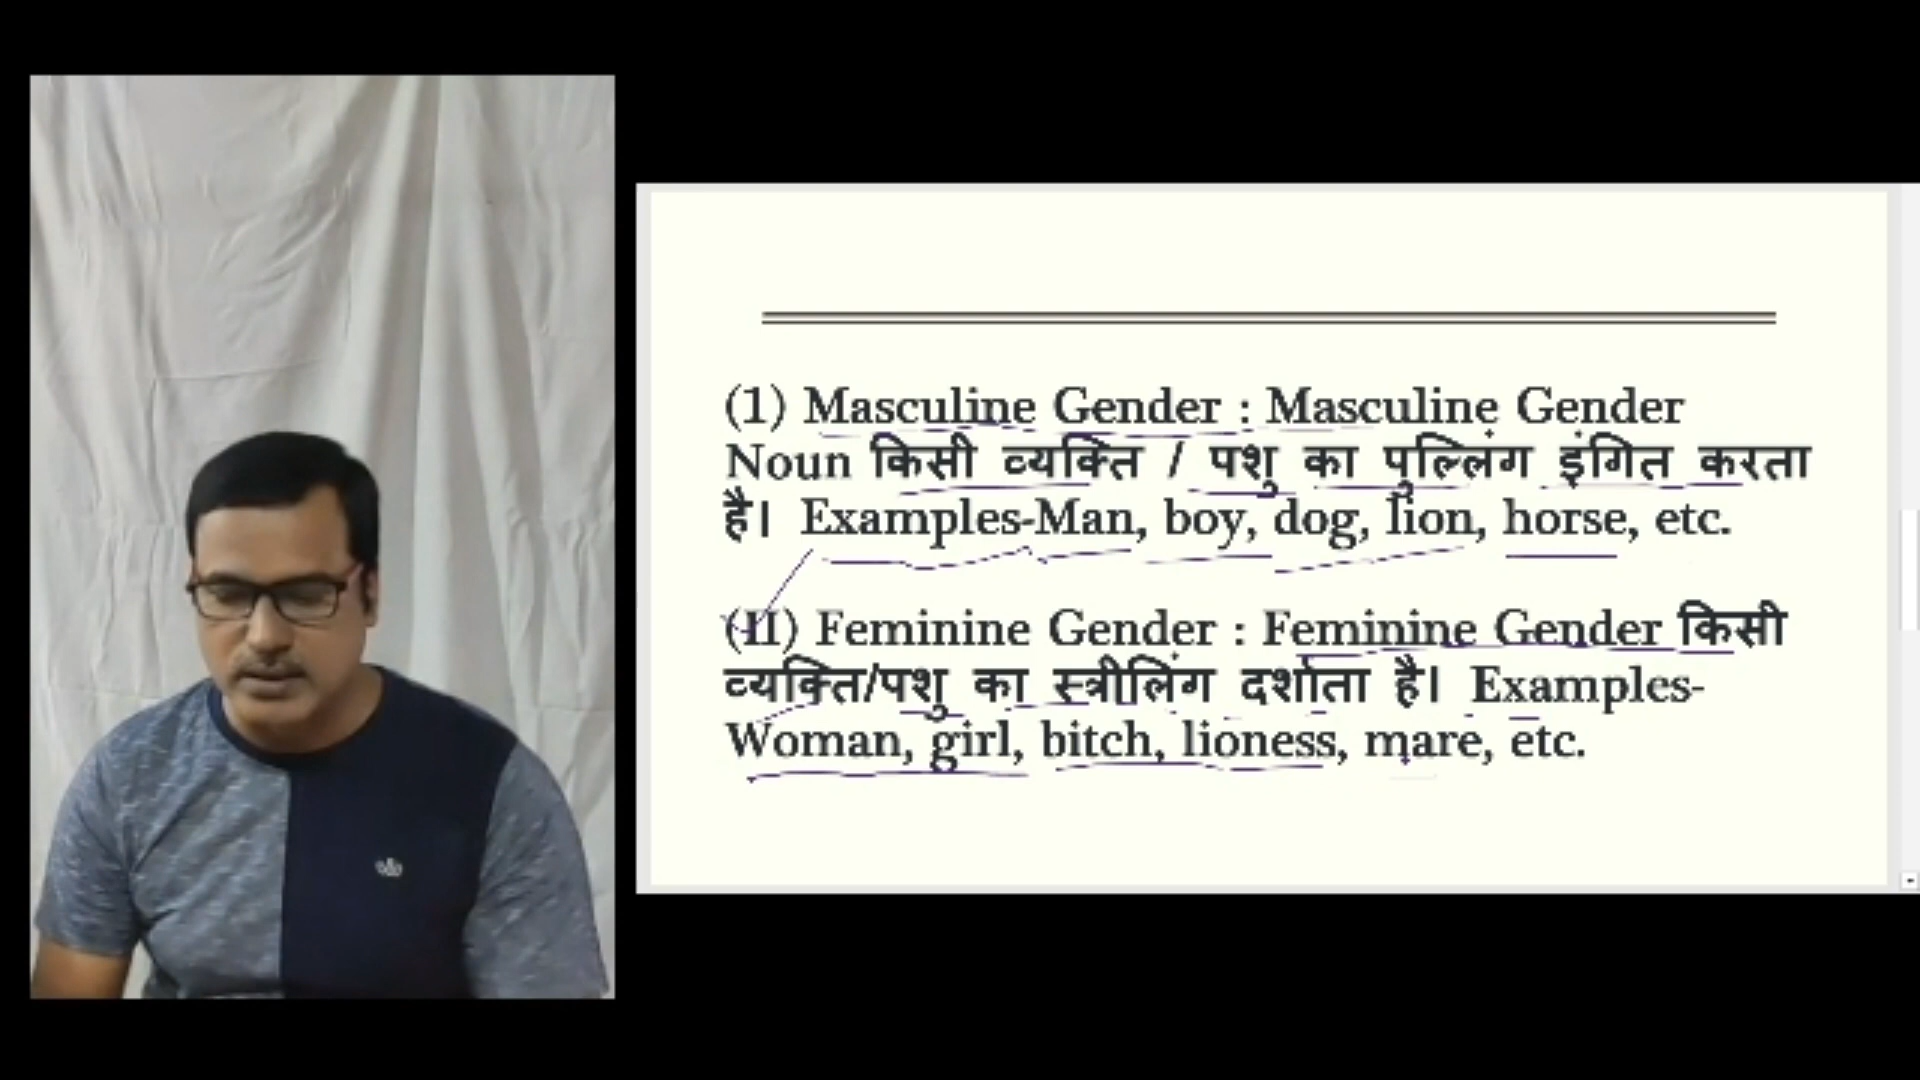 (1) Masculine Gender : Masculine Gender
Noun किसी व्यक्ति / पशु का पुल्लिंग इंगित करता
है। Examples-Man, boy, dog, lion, horse, etc.
(II) Feminine Gender : Feminine Gender किसी
व्यक्ति/पशु का स्त्रीलिंग दर्शाता है। Examples-
Woman, girl, bitch, lioness, mare, etc.